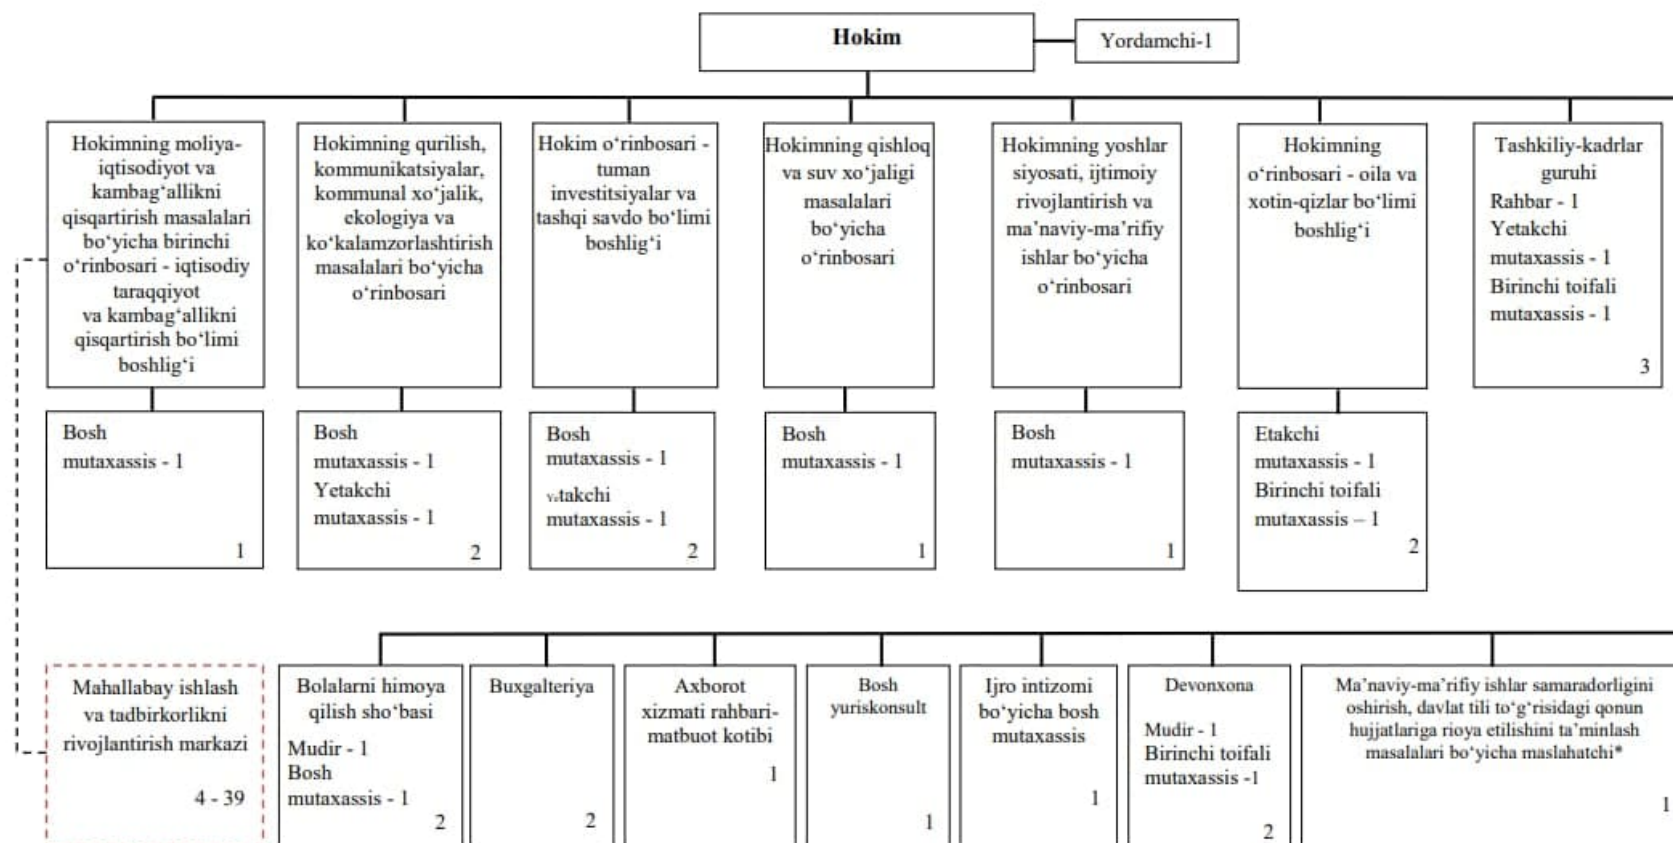 Hokim
Yordamchi-1
Hokimning moliya-
iqtisodiyot va
kambag‘allikni
qisqartirish masalalari
bo‘yicha birinchi
o‘rinbosari - iqtisodiy
taraqqiyot
va kambag‘allikni
qisqartirish bo‘limi
boshlig‘i
Hokimning qurilish,
kommunikatsiyalar,
kommunal xo‘jalik,
ekologiya va
ko‘kalamzorlashtirish
masalalari bo‘yicha
o‘rinbosari
Hokim o‘rinbosari -
tuman
investitsiyalar va
tashqi savdo bo‘limi
boshlig‘i
Hokimning qishloq
va suv xo‘jaligi
masalalari
bo‘yicha
o‘rinbosari
Hokimning yoshlar
siyosati, ijtimoiy
rivojlantirish va
ma’naviy-ma’rifiy
ishlar bo‘yicha
o‘rinbosari
Hokimning
o‘rinbosari - oila va
xotin-qizlar bo‘limi
boshlig‘i
Tashkiliy-kadrlar
guruhi
Rahbar - 1
Yetakchi
mutaxassis - 1
Birinchi toifali
mutaxassis - 1
3
Bosh
mutaxassis - 1
1
Bosh
mutaxassis - 1
Yetakchi
mutaxassis - 1
2
Bosh
mutaxassis - 1
Yetakchi
mutaxassis - 1
2
Bosh
mutaxassis - 1
1
Bosh
mutaxassis - 1
1
Etakchi
mutaxassis - 1
Birinchi toifali
mutaxassis – 1
2
Mahallabay ishlash
va tadbirkorlikni
rivojlantirish markazi
4 - 39
Bolalarni himoya
qilish sho‘basi
Mudir - 1
Bosh
mutaxassis - 1
2
Buxgalteriya
2
Axborot
xizmati rahbari-
matbuot kotibi
1
Bosh
yuriskonsult
1
Ijro intizomi
bo‘yicha bosh
mutaxassis
1
Devonxona
Mudir - 1
Birinchi toifali
mutaxassis -1
2
Ma’naviy-ma’rifiy ishlar samaradorligini
oshirish, davlat tili to‘g‘risidagi qonun
hujjatlariga rioya etilishini ta’minlash
masalalari bo‘yicha maslahatchi*
1